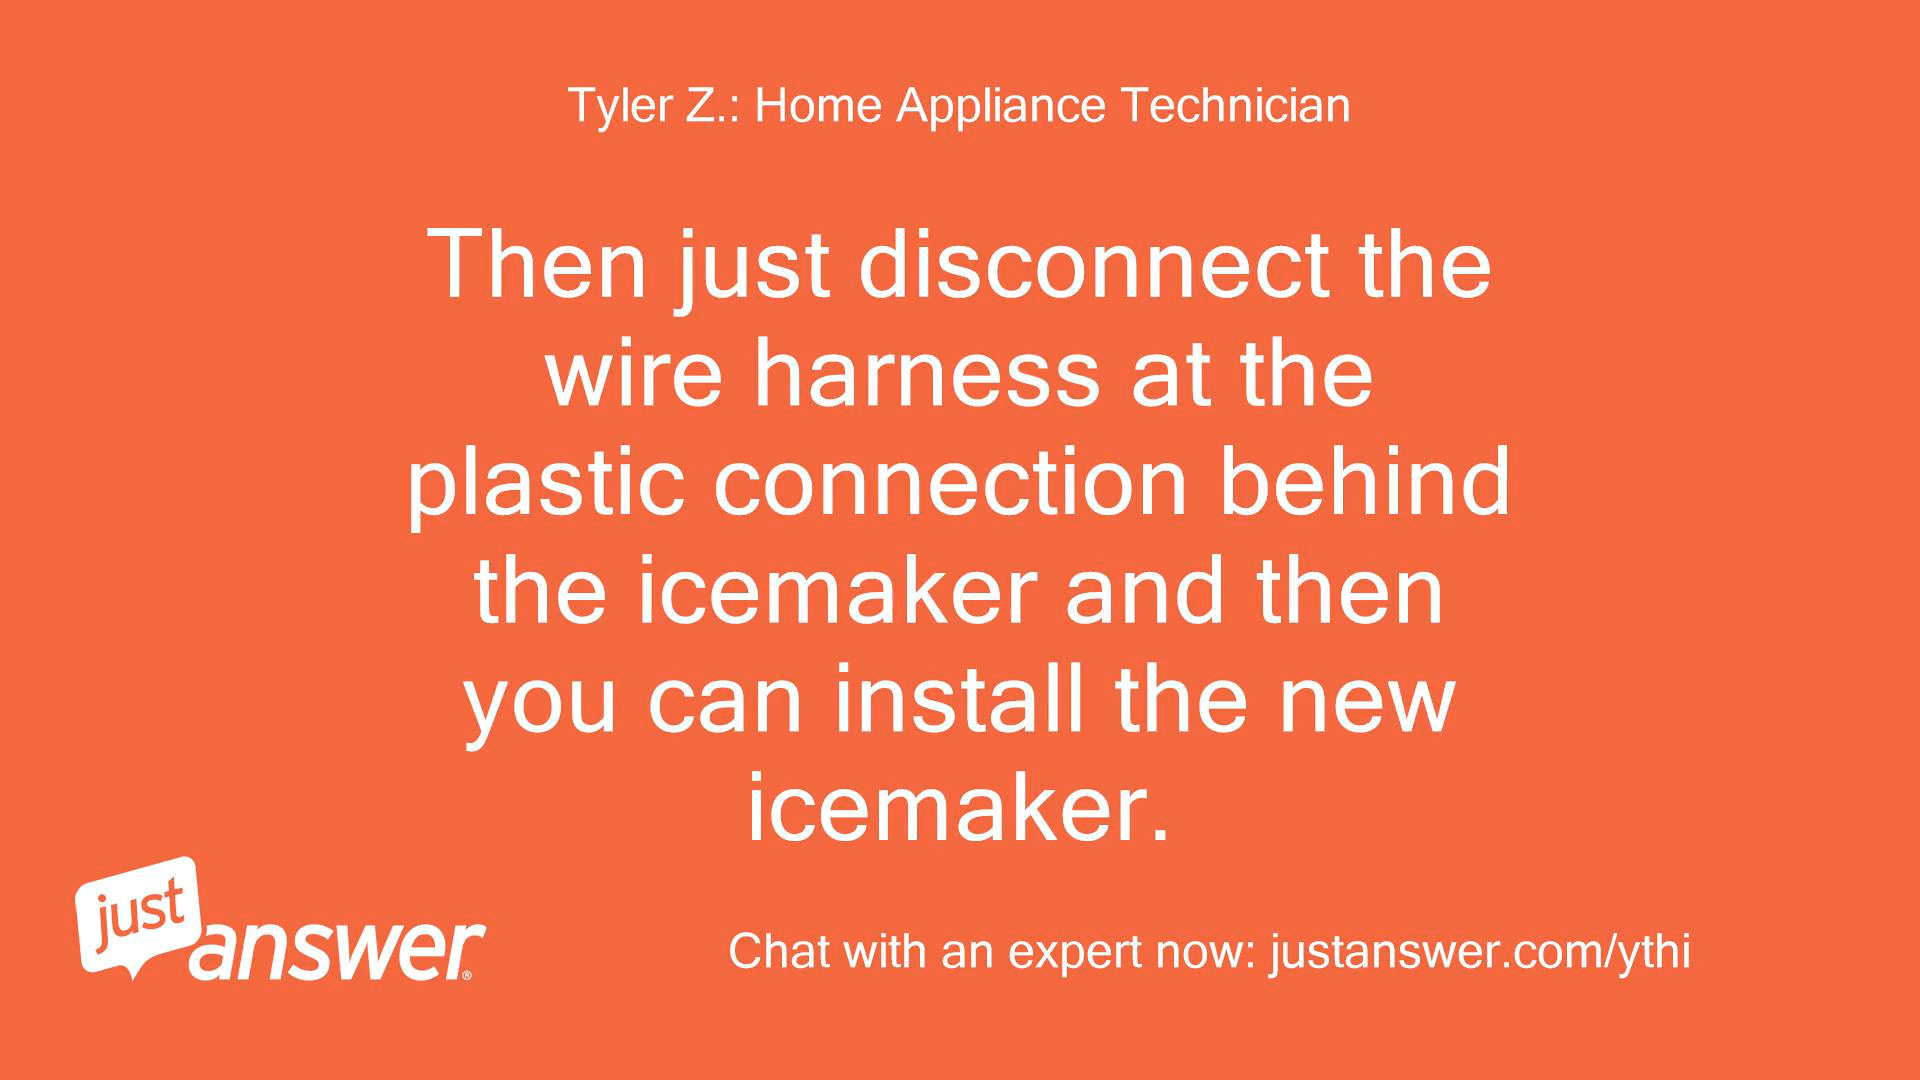 Tyler Z.: Home Appliance Technician
Then just disconnect the
wire harness at the
plastic connection behind
the icemaker and then
you can install the new
icemaker.
just
answer®
Chat with an expert now: justanswer.com/ythi